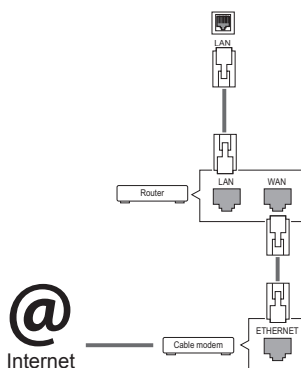 LAN
LAN WAN
Router
ETHERNET
@
Cable modem
Internet